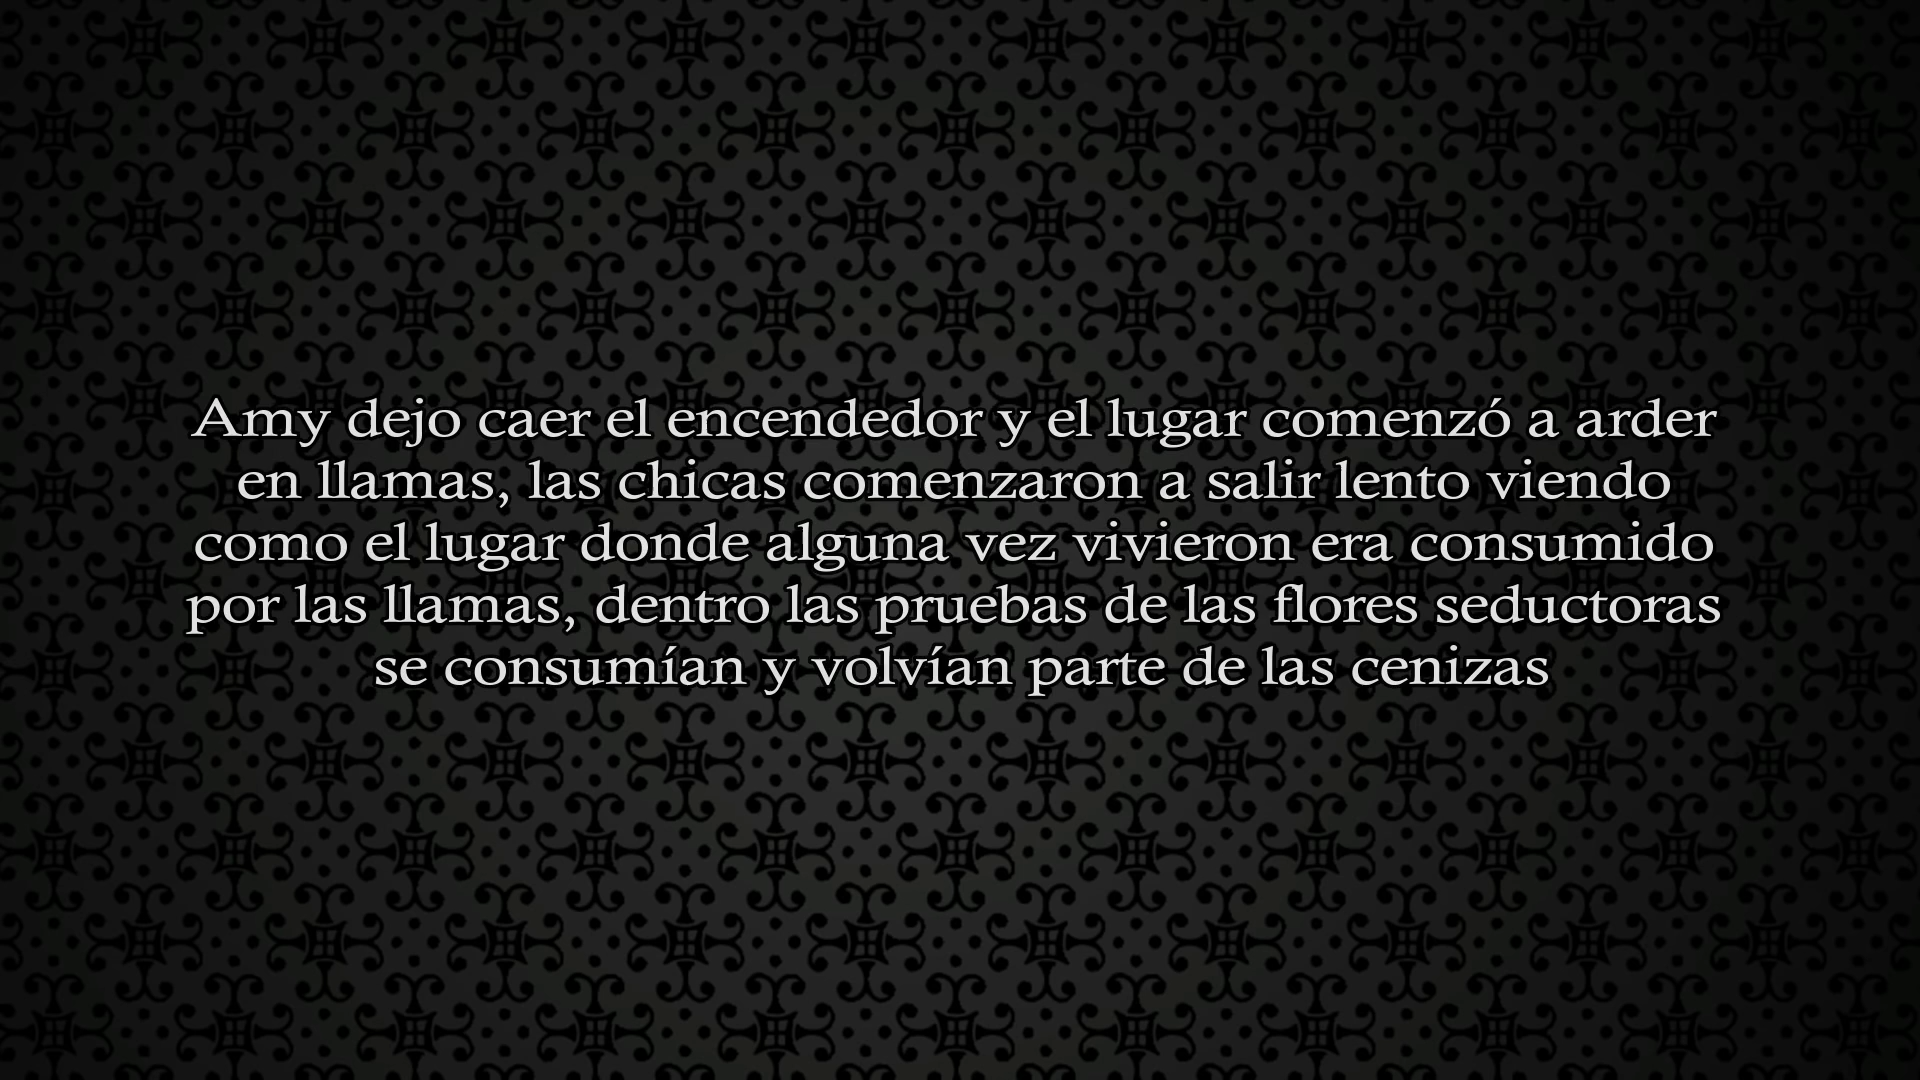 Amy dejo caer el encendedor y el lugar comenzó a arder
en llamas, las chicas comenzaron a salir lento viendo
como el lugar donde alguna vez vivieron era consumido
por las llamas, dentro las pruebas de las flores seductoras
se consumían y volvían parte de las cenizas